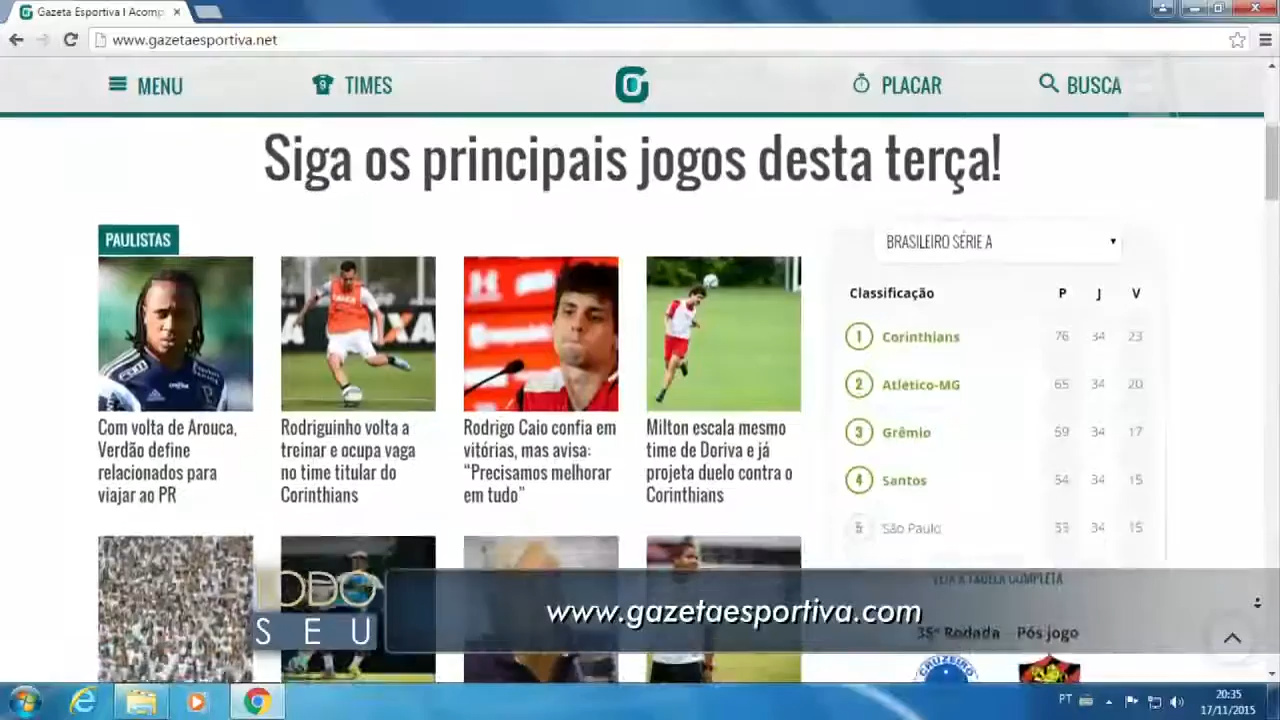 Gazeta Esportiva I Acomp
www.gazetaesportiva.net
MENU
TIMES
PLACAR
BUSCA
Siga os principais jogos desta terça!
PAULISTAS
Com volta de Arouca,
Verdão define
relacionados para
viajar ao PR
Rodriguinho volta a
treinar e ocupa vaga
no time titular do
Corinthians
Rodrigo Caio confia em
vitórias, mas avisa:
“Precisamos melhorar
em tudo”
Milton escala mesmo
time de Doriva e já
projeta duelo contra o
Corinthians
BRASILEIRO SÉRIE A
Classificação P J V
1 Corinthians 76 34 23
2 Atlético-MG 65 34 20
3 Grêmio 59 34 17
4 Santos 54 34 15
5 São Paulo 53 34 15
VEJA A TABELA COMPLETA
35ª Rodada Pós jogo
CRUZEIRO
TODO
SEU
www.gazetaesportiva.com
PT
20:35
17/11/2015